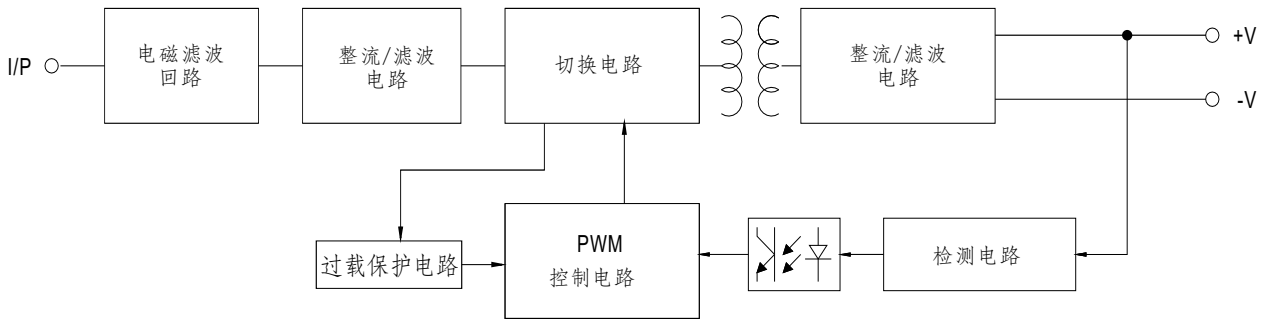 I/P
电磁滤波
回路
整流/滤波
电路
切换电路
整流/滤波
电路
+V
-V
过载保护电路
PWM
控制电路
检测电路